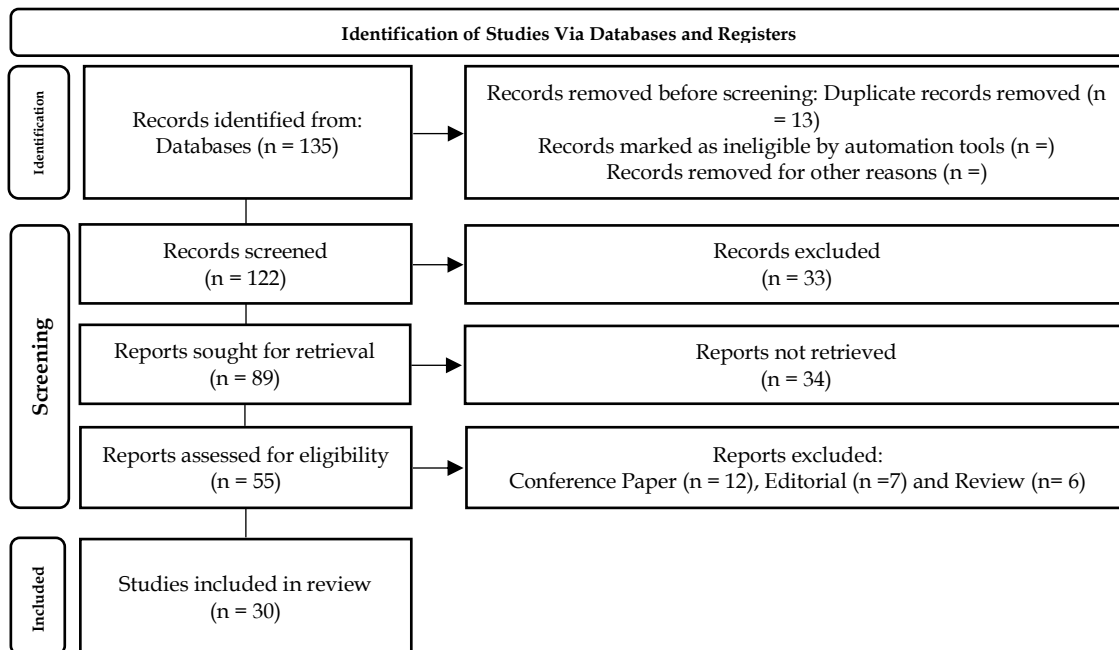 Identification of Studies Via Databases and Registers
Identification
Records identified from:
Databases (n = 135)
Records removed before screening: Duplicate records removed (n
= 13)
Records marked as ineligible by automation tools (n =)
Records removed for other reasons (n =)
Screening
Records screened
(n = 122)
Records excluded
(n = 33)
Reports sought for retrieval
(n = 89)
Reports not retrieved
(n = 34)
Reports assessed for eligibility
(n = 55)
Reports excluded:
Conference Paper (n = 12), Editorial (n =7) and Review (n= 6)
Included
Studies included in review
(n = 30)